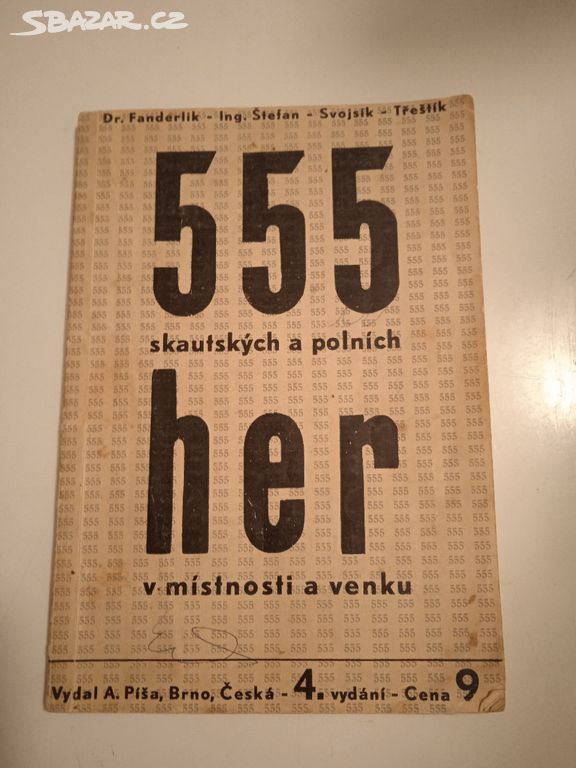 SBAZAR.CZ
Dr. Fanderlik - Ing. Štefan - Svojsík - Třeštík
555
skautských a polních
her
v místnosti a venku
Vydal A. Píša, Brno, Česká - 4. vydání - Cena 9